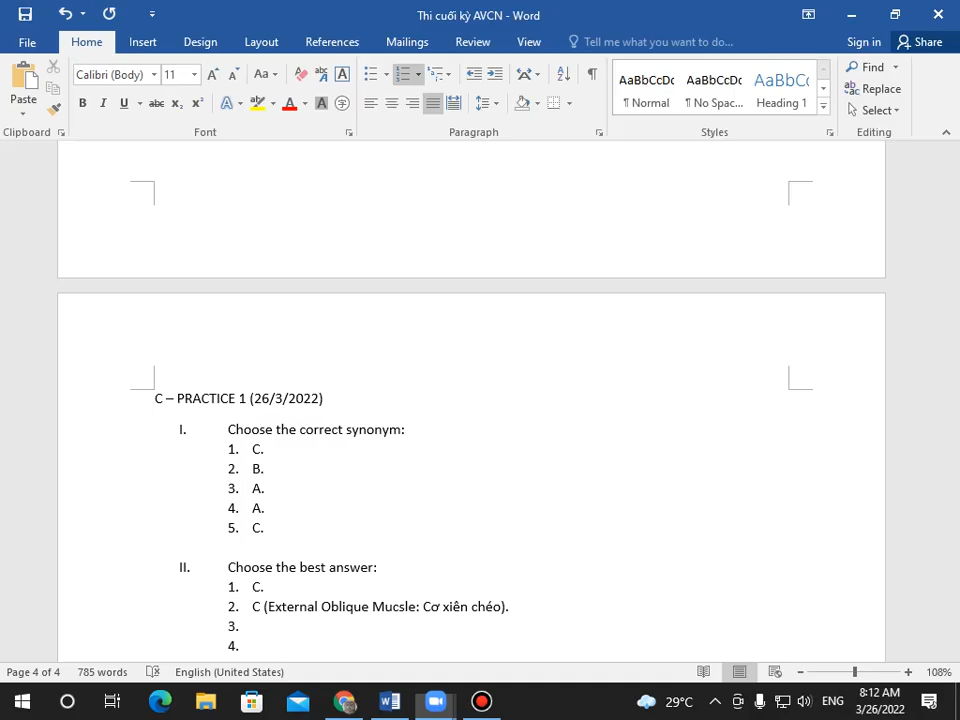 Thi cuối kỳ AVCN - Word
File Home Insert Design Layout References Mailings Review View Tell me what you want to do... Sign in Share
Paste
Calibri (Body) 11 Aa
AaBbCcDc AaBbCcDc AaBbCc
¶ Normal ¶ No Spac... Heading 1
Find
Replace
Select
Clipboard Font Paragraph Styles Editing
C – PRACTICE 1 (26/3/2022)
I. Choose the correct synonym:
1. C.
2. B.
3. A.
4. A.
5. C.
II. Choose the best answer:
1. C.
2. C (External Oblique Mucsle: Cơ xiên chéo).
3.
4.
Page 4 of 4 785 words English (United States) 108%
29°C ENG 8:12 AM
3/26/2022